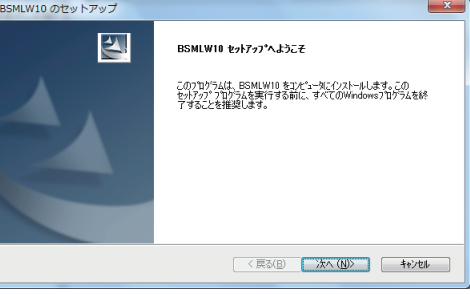 BSMLW10 のセットアップ
BSMLW10 ｾｯﾄｱｯﾌﾟへようこそ
このﾌﾟﾛｸﾞﾗﾑは、BSMLW10 をｺﾝﾋﾟｭｰﾀにｲﾝｽﾄｰﾙします。この
ｾｯﾄｱｯﾌﾟ ﾌﾟﾛｸﾞﾗﾑを実行する前に、すべてのWindowsﾌﾟﾛｸﾞﾗﾑを終
了することを推奨します。
< 戻る(B) 次へ (N)> ｷｬﾝｾﾙ